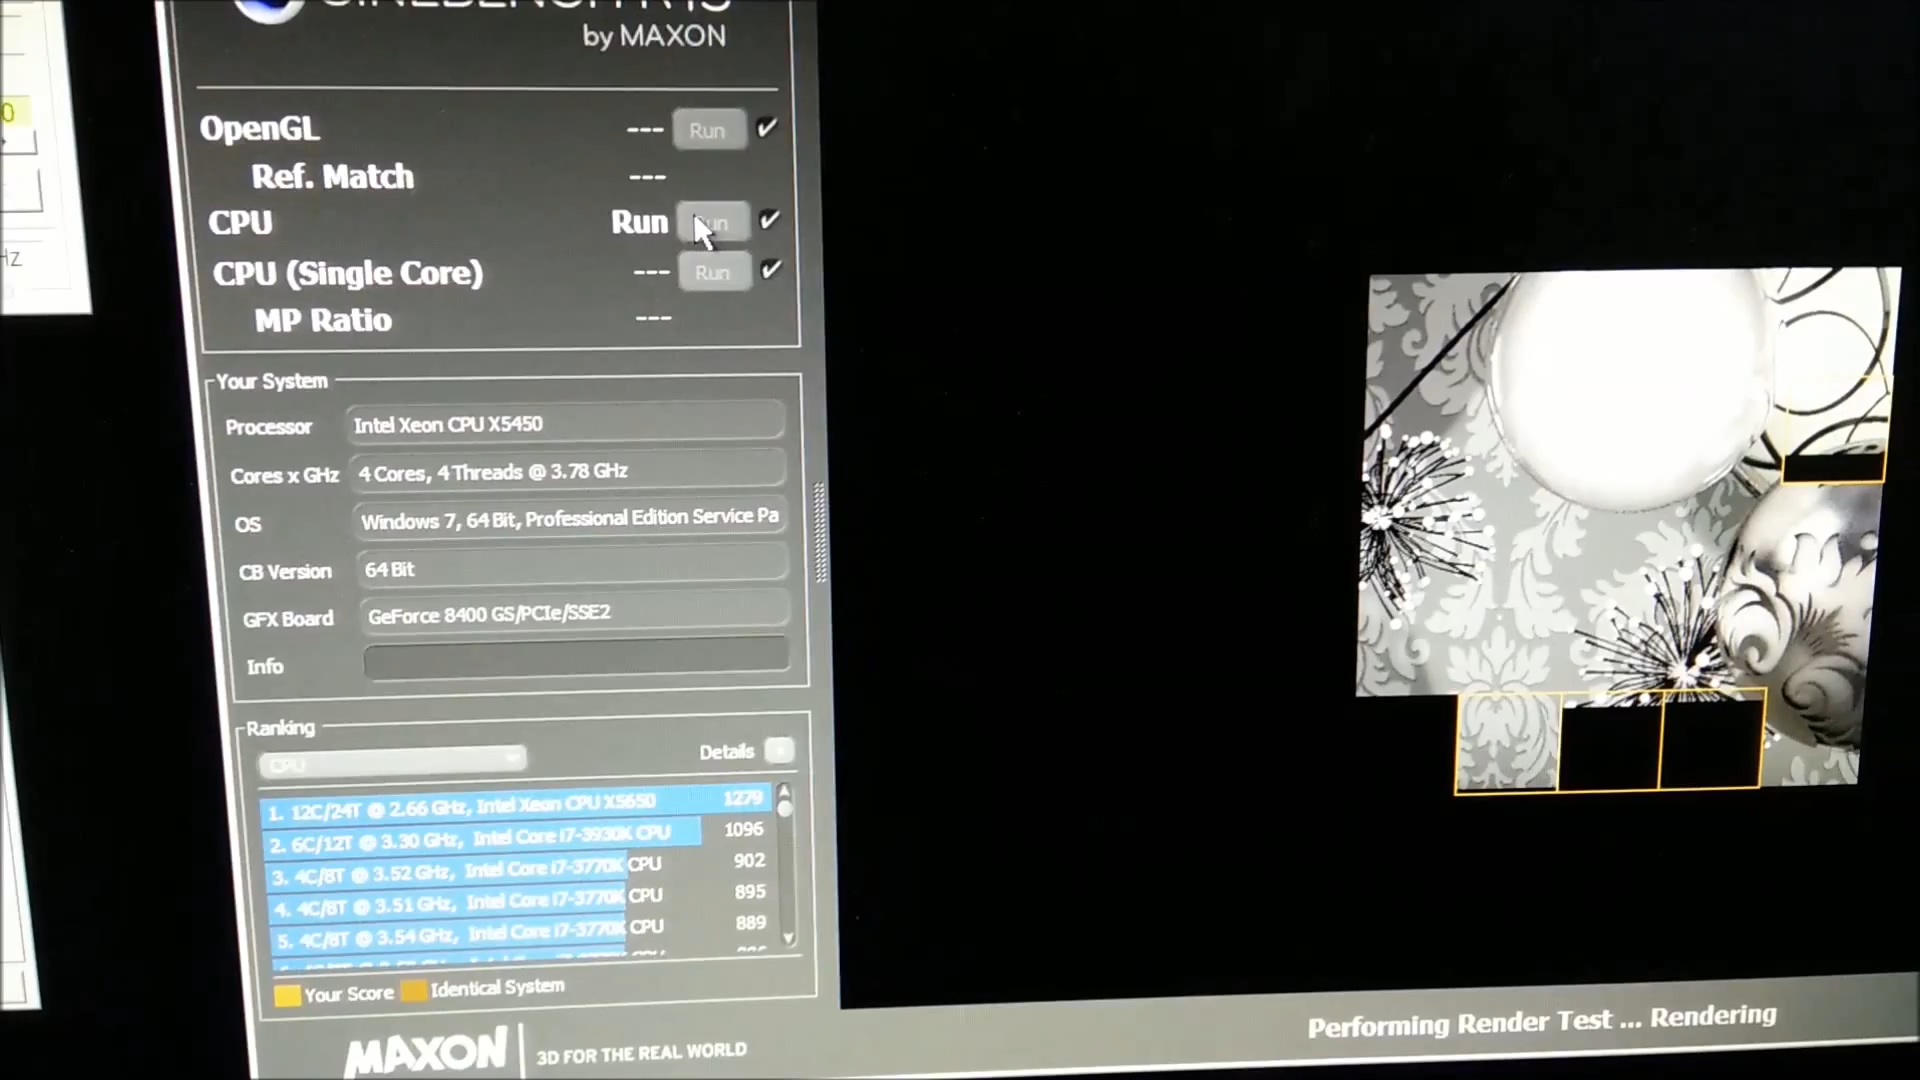 by MAXON
OpenGL --- Run
Ref. Match ---
CPU Run
CPU (Single Core) --- Run
MP Ratio ---
Your System
Processor Intel Xeon CPU X5450
Cores x GHz 4 Cores, 4 Threads @ 3.78 GHz
OS Windows 7, 64 Bit, Professional Edition Service Pa
CB Version 64 Bit
GFX Board GeForce 8400 GS/PCIe/SSE2
Info
Ranking
CPU Details
1. 12C/24T @ 2.66 GHz, Intel Xeon CPU X5650 1279
2. 6C/12T @ 3.30 GHz, Intel Core i7-3930K CPU 1096
3. 4C/8T @ 3.52 GHz, Intel Core i7-3770K CPU 902
4. 4C/8T @ 3.51 GHz, Intel Core i7-3770K CPU 895
5. 4C/8T @ 3.54 GHz, Intel Core i7-3770K CPU 889
Your Score Identical System
MAXON 3D FOR THE REAL WORLD
Performing Render Test ... Rendering